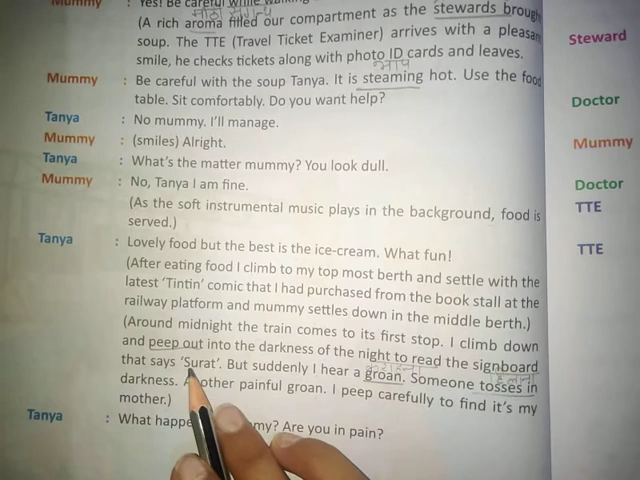 Mummy : Yes! Be careful while
(A rich aroma filled our compartment as the stewards brough
soup. The TTE (Travel Ticket Examiner) arrives with a pleasan
smile, he checks tickets along with photo ID cards and leaves.
भाप
Mummy : Be careful with the soup Tanya. It is steaming hot. Use the food
table. Sit comfortably. Do you want help?
Tanya : No mummy. I'll manage.
Mummy : (smiles) Alright.
Tanya : What's the matter mummy? You look dull.
Mummy : No, Tanya I am fine.
(As the soft instrumental music plays in the background, food is
served.)
Tanya : Lovely food but the best is the ice-cream. What fun!
(After eating food I climb to my top most berth and settle with the
latest 'Tintin' comic that I had purchased from the book stall at the
railway platform and mummy settles down in the middle berth.)
(Around midnight the train comes to its first stop. I climb down
and peep out into the darkness of the night to read the signboard
that says 'Surat'. But suddenly I hear a groan. Someone tosses in
darkness. Another painful groan. I peep carefully to find it's my
mother.)
Tanya : What happe my? Are you in pain?
Steward
Doctor
Mummy
Doctor
TTE
TTE